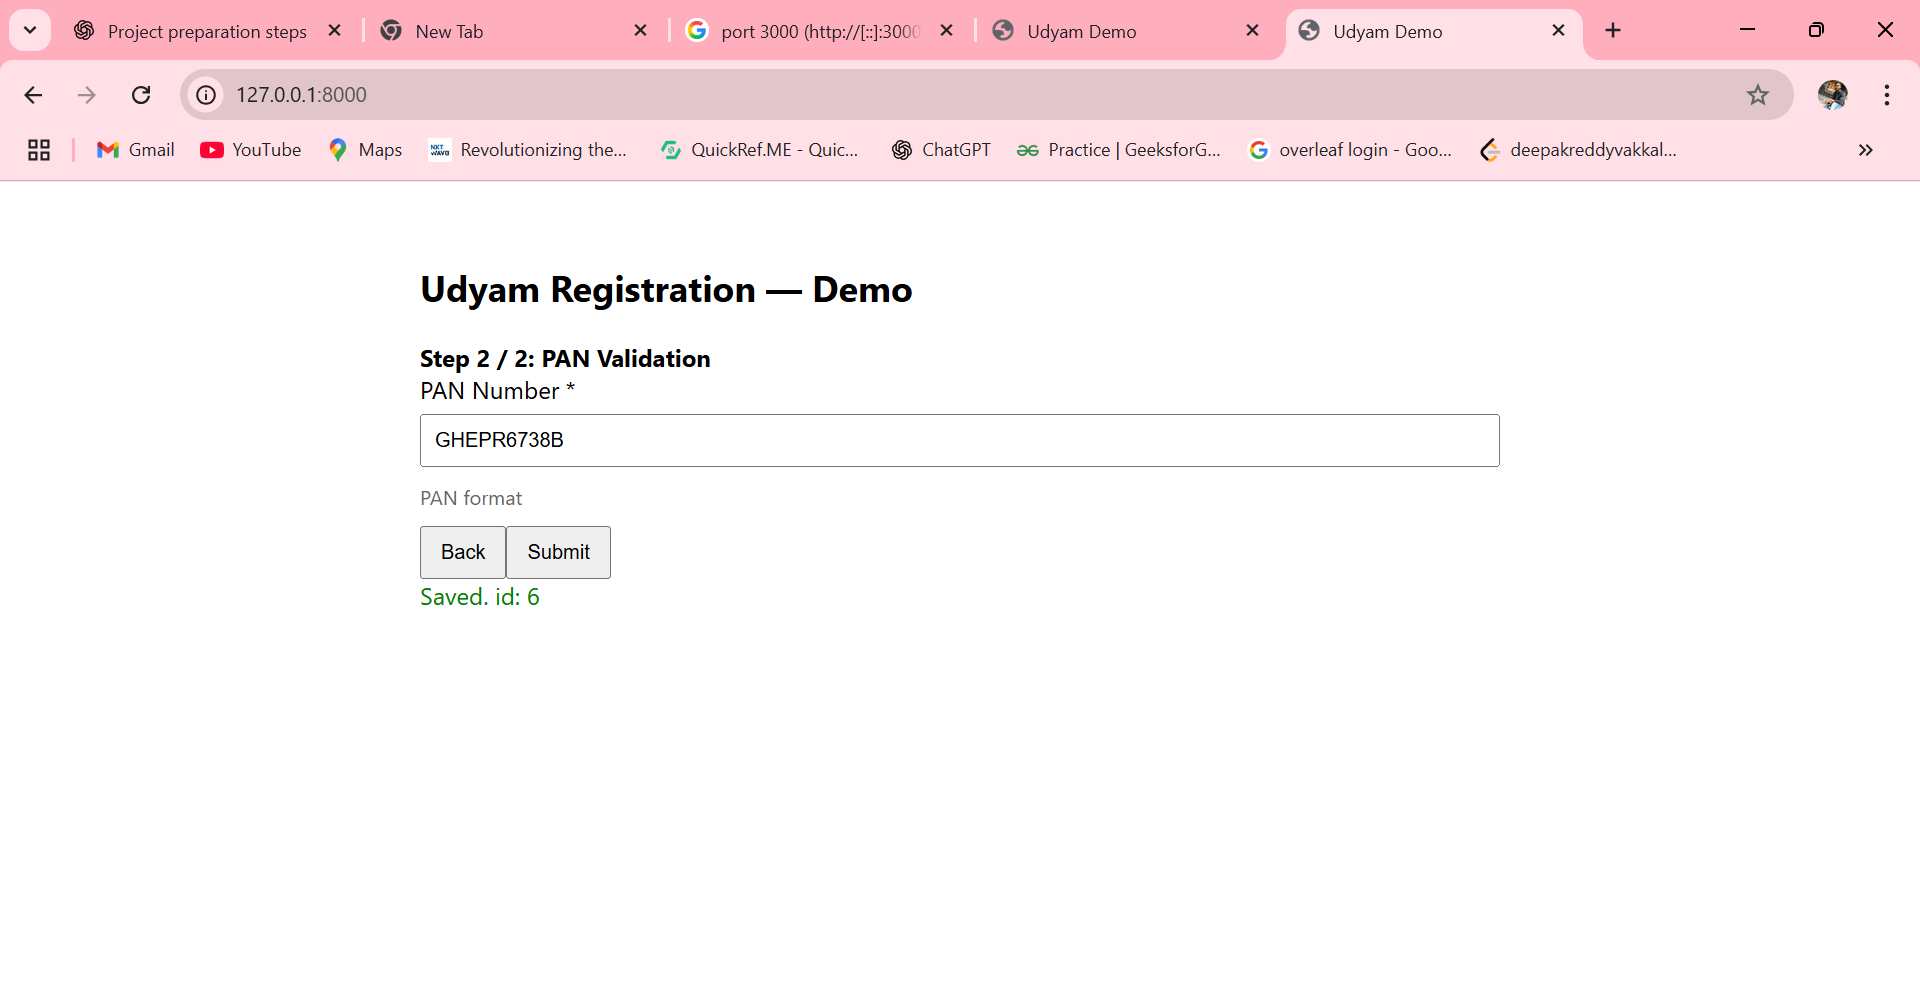 Project preparation steps
New Tab
port 3000 (http://[::]:3000
Udyam Demo
Udyam Demo
127.0.0.1:8000
Gmail
YouTube
Maps
NXT WAVE
Revolutionizing the...
QuickRef.ME - Quic...
ChatGPT
Practice | GeeksforG...
overleaf login - Goo...
deepakreddyvakkal...
Udyam Registration — Demo
Step 2 / 2: PAN Validation
PAN Number *
GHEPR6738B
PAN format
Back
Submit
Saved. id: 6